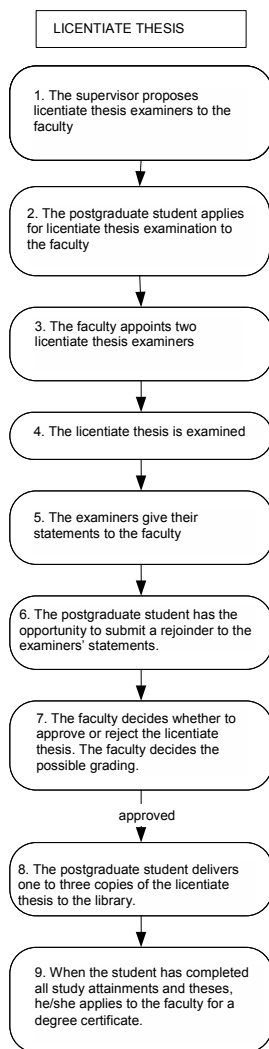 LICENTIATE THESIS
1. The supervisor proposes
licentiate thesis examiners to the
faculty
2. The postgraduate student applies
for licentiate thesis examination to
the faculty
3. The faculty appoints two
licentiate thesis examiners
4. The licentiate thesis is examined
5. The examiners give their
statements to the faculty
6. The postgraduate student has the
opportunity to submit a rejoinder to the
examiners’ statements.
7. The faculty decides whether to
approve or reject the licentiate
thesis. The faculty decides the
possible grading.
approved
8. The postgraduate student delivers
one to three copies of the licentiate
thesis to the library.
9. When the student has completed
all study attainments and theses,
he/she applies to the faculty for a
degree certificate.